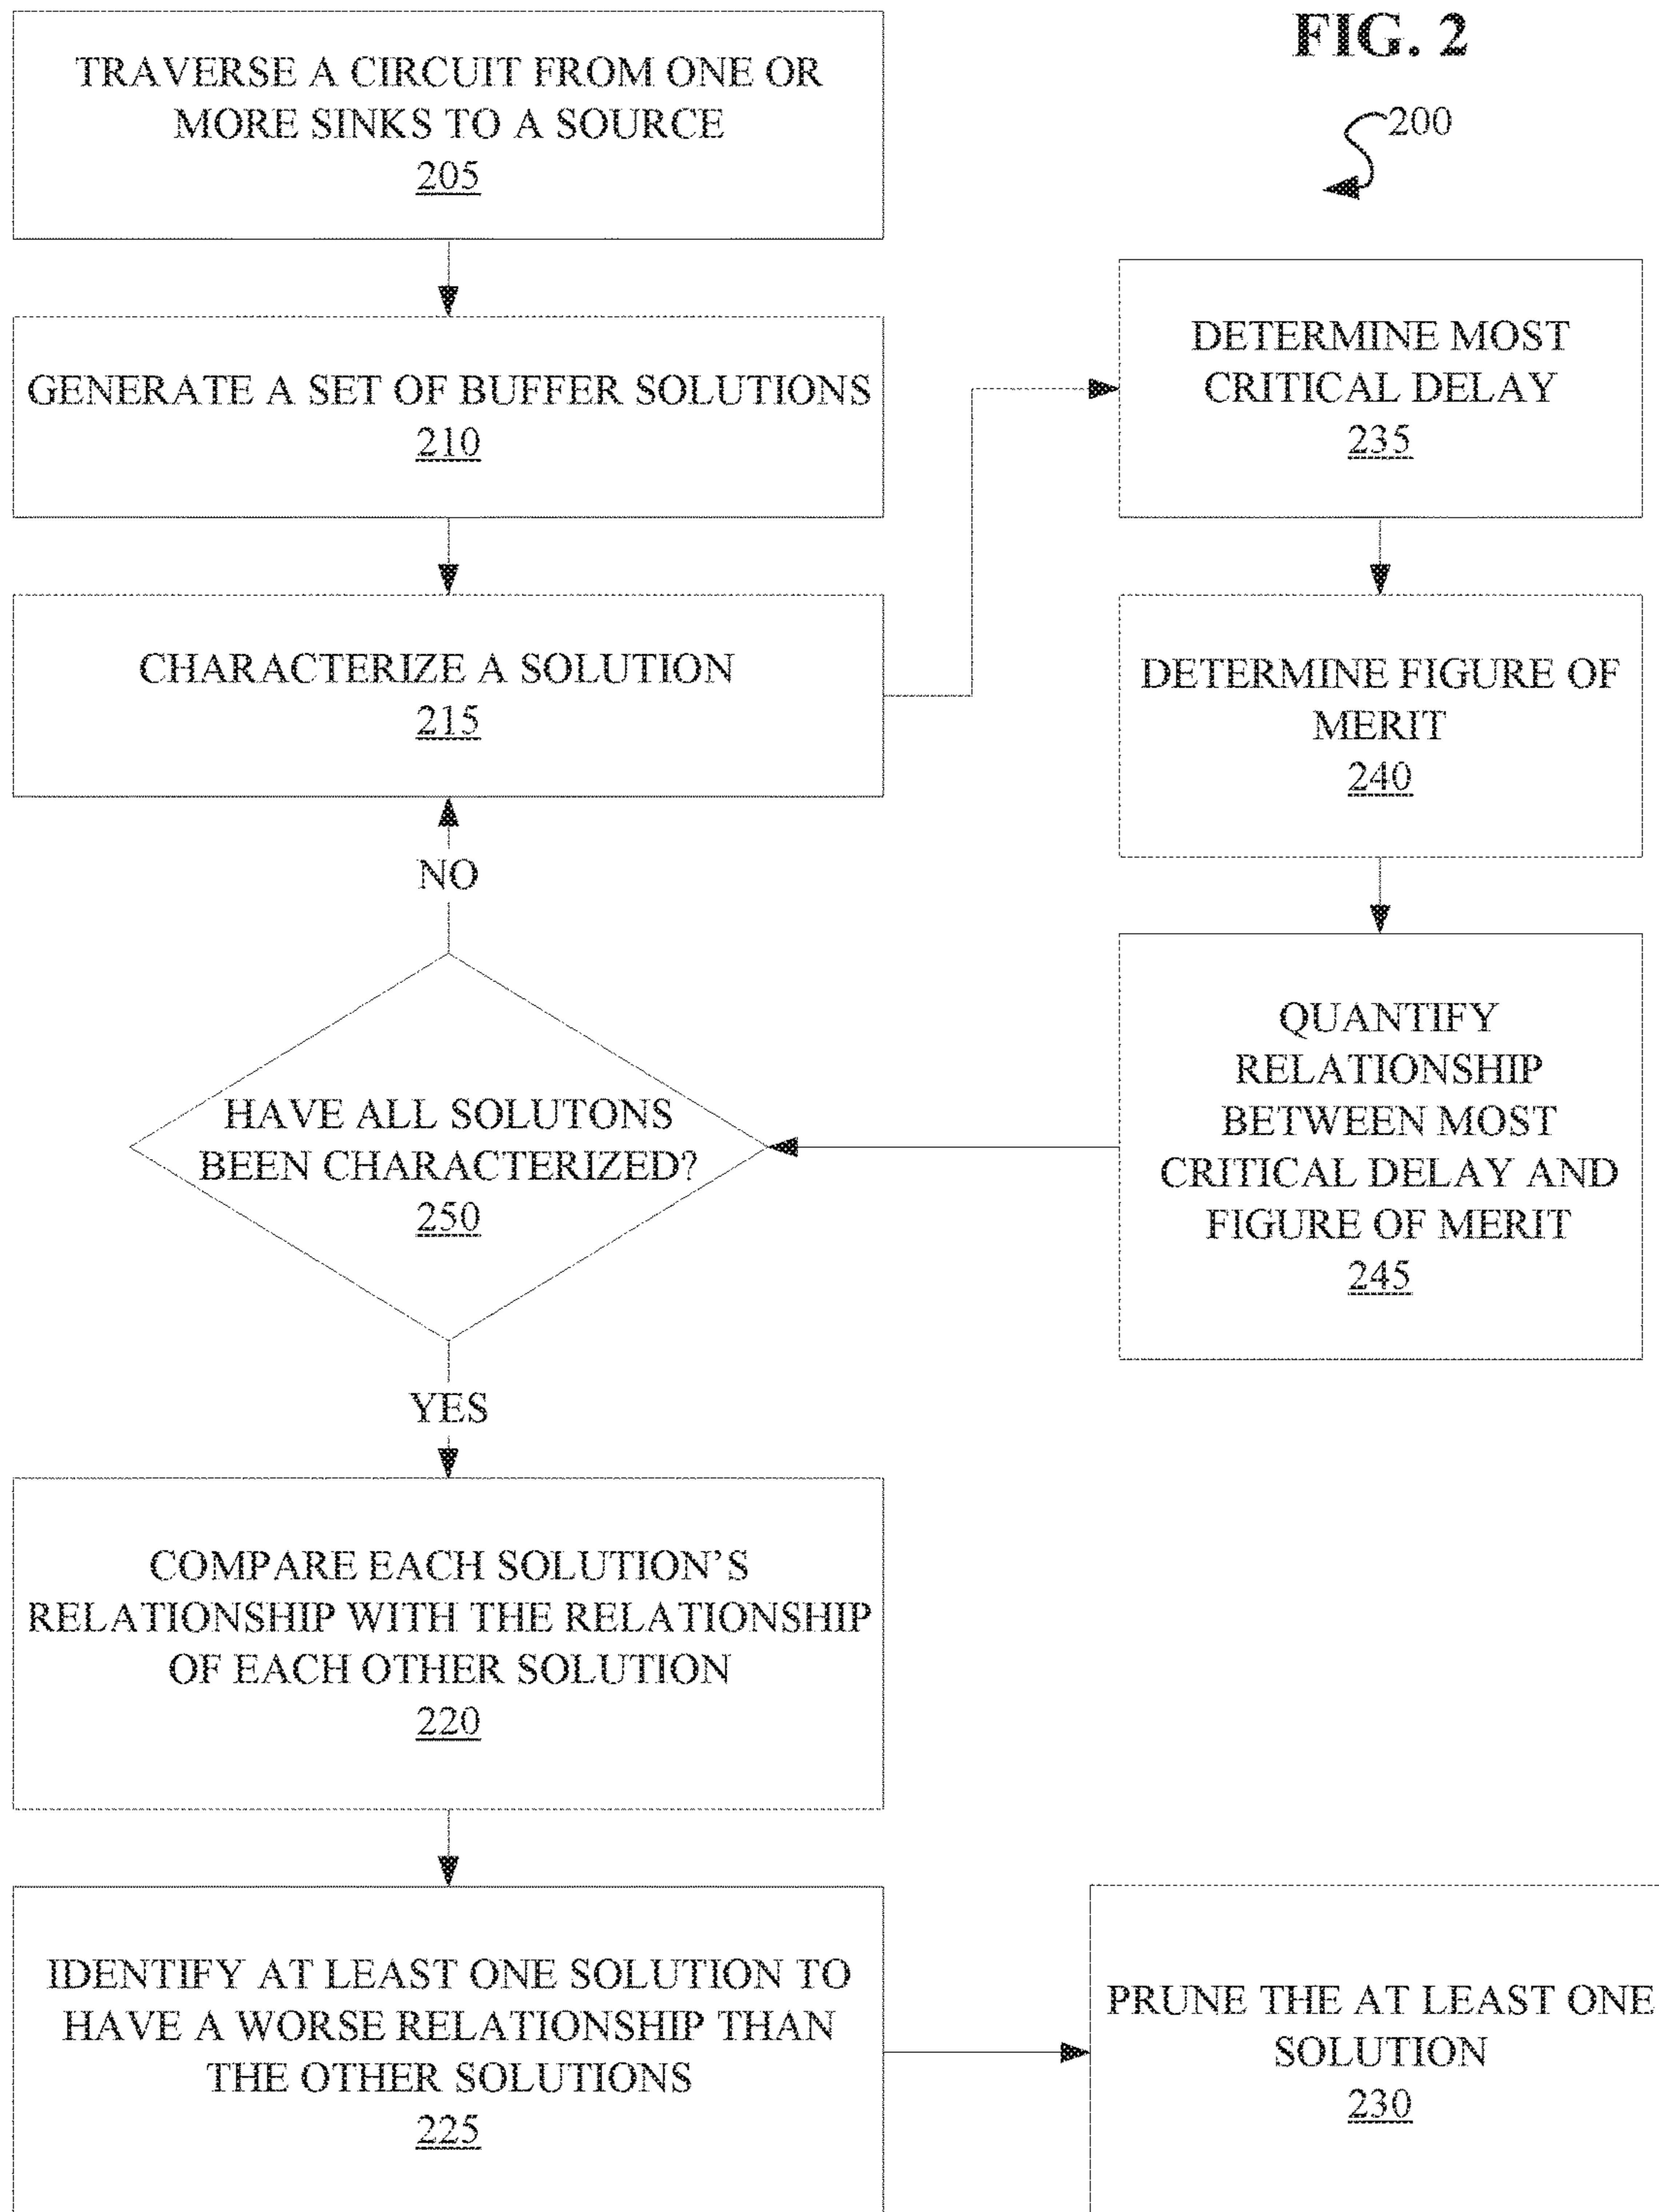 FIG. 2
200
TRAVERSE A CIRCUIT FROM ONE OR
MORE SINKS TO A SOURCE
205
GENERATE A SET OF BUFFER SOLUTIONS
210
CHARACTERIZE A SOLUTION
215
DETERMINE MOST
CRITICAL DELAY
235
DETERMINE FIGURE OF
MERIT
240
QUANTIFY
RELATIONSHIP
BETWEEN MOST
CRITICAL DELAY AND
FIGURE OF MERIT
245
NO
HAVE ALL SOLUTONS
BEEN CHARACTERIZED?
250
YES
COMPARE EACH SOLUTION’S
RELATIONSHIP WITH THE RELATIONSHIP
OF EACH OTHER SOLUTION
220
IDENTIFY AT LEAST ONE SOLUTION TO
HAVE A WORSE RELATIONSHIP THAN
THE OTHER SOLUTIONS
225
PRUNE THE AT LEAST ONE
SOLUTION
230